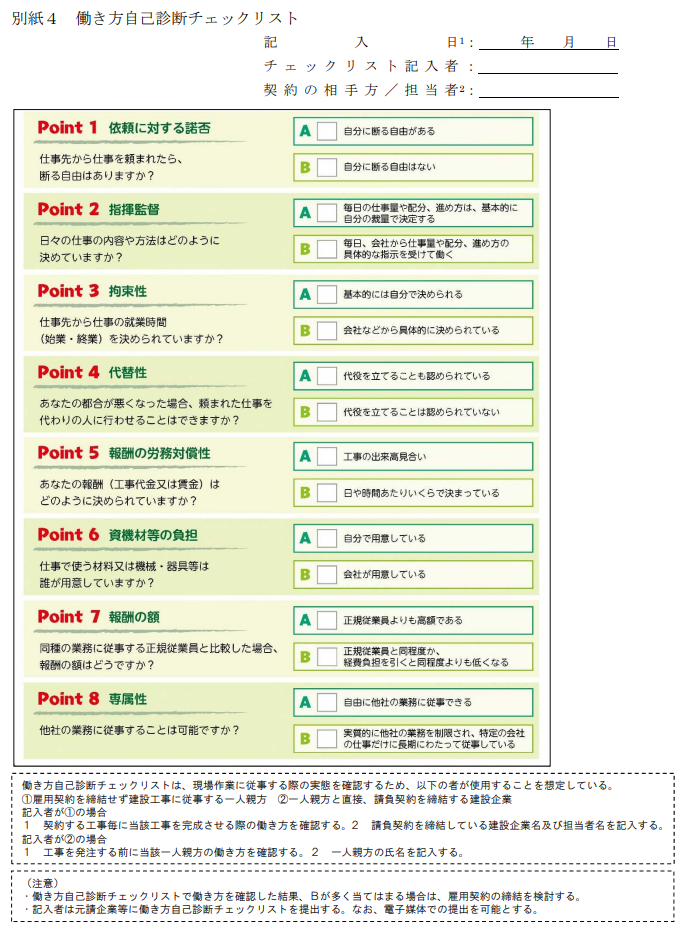 別紙４　働き方自己診断チェックリスト
記入日¹：　　年　　月　　日
チェックリスト記入者：
契約の相手方／担当者²：
Point 1 依頼に対する諾否
仕事先から仕事を頼まれたら、
断る自由はありますか？
A 自分に断る自由がある
B 自分に断る自由はない
Point 2 指揮監督
日々の仕事の内容や方法はどのように
決めていますか？
A 毎日の仕事量や配分、進め方は、基本的に
自分の裁量で決定する
B 毎日、会社から仕事量や配分、進め方の
具体的な指示を受けて働く
Point 3 拘束性
仕事先から仕事の就業時間
（始業・終業）を決められていますか？
A 基本的には自分で決められる
B 会社などから具体的に決められている
Point 4 代替性
あなたの都合が悪くなった場合、頼まれた仕事を
代わりの人に行わせることはできますか？
A 代役を立てることも認められている
B 代役を立てることは認められていない
Point 5 報酬の労務対償性
あなたの報酬（工事代金又は賃金）は
どのように決められていますか？
A 工事の出来高見合い
B 日や時間あたりいくらで決まっている
Point 6 資機材等の負担
仕事で使う材料又は機械・器具等は
誰が用意していますか？
A 自分で用意している
B 会社が用意している
Point 7 報酬の額
同種の業務に従事する正規従業員と比較した場合、
報酬の額はどうですか？
A 正規従業員よりも高額である
B 正規従業員と同程度か、
経費負担を引くと同程度よりも低くなる
Point 8 専属性
他社の業務に従事することは可能ですか？
A 自由に他社の業務に従事できる
B 実質的に他社の業務を制限され、特定の会社
の仕事だけに長期にわたって従事している
働き方自己診断チェックリストは、現場作業に従事する際の実態を確認するため、以下の者が使用することを想定している。
①雇用契約を締結せず建設工事に従事する一人親方　②一人親方と直接、請負契約を締結する建設企業
記入者が①の場合
１　契約する工事毎に当該工事を完成させる際の働き方を確認する。２　請負契約を締結している建設企業名及び担当者名を記入する。
記入者が②の場合
１　工事を発注する前に当該一人親方の働き方を確認する。２　一人親方の氏名を記入する。
（注意）
・働き方自己診断チェックリストで働き方を確認した結果、Ｂが多く当てはまる場合は、雇用契約の締結を検討する。
・記入者は元請企業等に働き方自己診断チェックリストを提出する。なお、電子媒体での提出を可能とする。